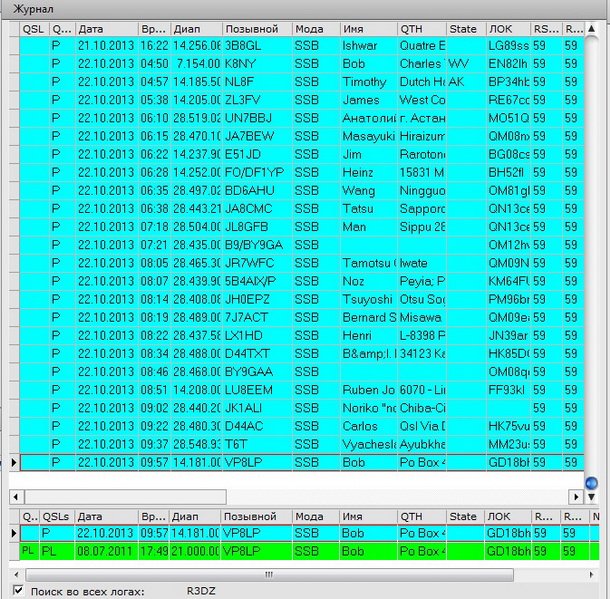 Журнал
QSL Q... Дата Вр... Диап Позывной Мода Имя QTH State ЛОК RS... R...
P 21.10.2013 16:22 14.256.06 3B8GL SSB Ishwar Quatre E LG89ss 59 59
P 22.10.2013 04:50 7.154.00 K8NY SSB Bob Charles WV EN82lh 59 59
P 22.10.2013 04:57 14.185.50 NL8F SSB Timothy Dutch Ha AK BP34hb 59 59
P 22.10.2013 05:38 14.205.00 ZL3FV SSB James West Co RE67cc 59 59
P 22.10.2013 06:10 28.519.02 UN7BBJ SSB Анатолий г. Астан MO51Q 59 59
P 22.10.2013 06:15 28.470.10 JA7BEW SSB Masayuki Hiraizum QM08nx 59 59
P 22.10.2013 06:22 14.237.90 E51JD SSB Jim Rarotong BG08cs 59 59
P 22.10.2013 06:28 14.252.00 FO/DF1YP SSB Heinz 15831 M BH52fl 59 59
P 22.10.2013 06:35 28.497.02 BD6AHU SSB Wang Ningguo OM81gl 59 59
P 22.10.2013 06:38 28.443.21 JA8CMC SSB Tatsu Sapporo QN13ce 59 59
P 22.10.2013 07:18 28.504.00 JL8GFB SSB Man Sippu 28 QN13ce 59 59
P 22.10.2013 07:21 28.435.00 B9/BY9GA SSB OM12hv 59 59
P 22.10.2013 08:05 28.465.30 JR7WFC SSB Tamotsu ( Iwate QM09N 59 59
P 22.10.2013 08:07 28.439.90 5B4AIX/P SSB Noz Peyia; P KM64FU 59 59
P 22.10.2013 08:14 28.408.08 JH0EPZ SSB Tsuyoshi Otsu Sog PM96br 59 59
P 22.10.2013 08:19 28.489.00 7J7ACT SSB Bernard S Misawa QM09ea 59 59
P 22.10.2013 08:22 28.437.58 LX1HD SSB Henri L-8398 P JN39ar 59 59
P 22.10.2013 08:34 28.488.00 D44TXT SSB B&amp;I. 34123 Ka HK85D 59 59
P 22.10.2013 08:46 28.468.00 BY9GAA SSB OM08qc 59 59
P 22.10.2013 08:51 14.208.00 LU8EEM SSB Ruben Jo 6070 - Lin FF93kl 59 59
P 22.10.2013 09:02 28.440.20 JK1ALI SSB Noriko "nc Chiba-Ci 59 59
P 22.10.2013 09:22 28.480.30 D44AC SSB Carlos Qsl Via D HK75vu 59 59
P 22.10.2013 09:37 28.548.93 T6T SSB Vyachesl Ayubkha MM23u 59 59
P 22.10.2013 09:57 14.181.00 VP8LP SSB Bob Po Box 4 GD18bh 59 59
Q... QSLs Дата Вр... Диап Позывной Мода Имя QTH State ЛОК R... R... N
P 22.10.2013 09:57 14.181.00 VP8LP SSB Bob Po Box 4 GD18bh 59 59
PL PL 08.07.2011 17:49 21.000.00 VP8LP SSB Bob Po Box 4 GD18bh 59 59
Поиск во всех логах: R3DZ